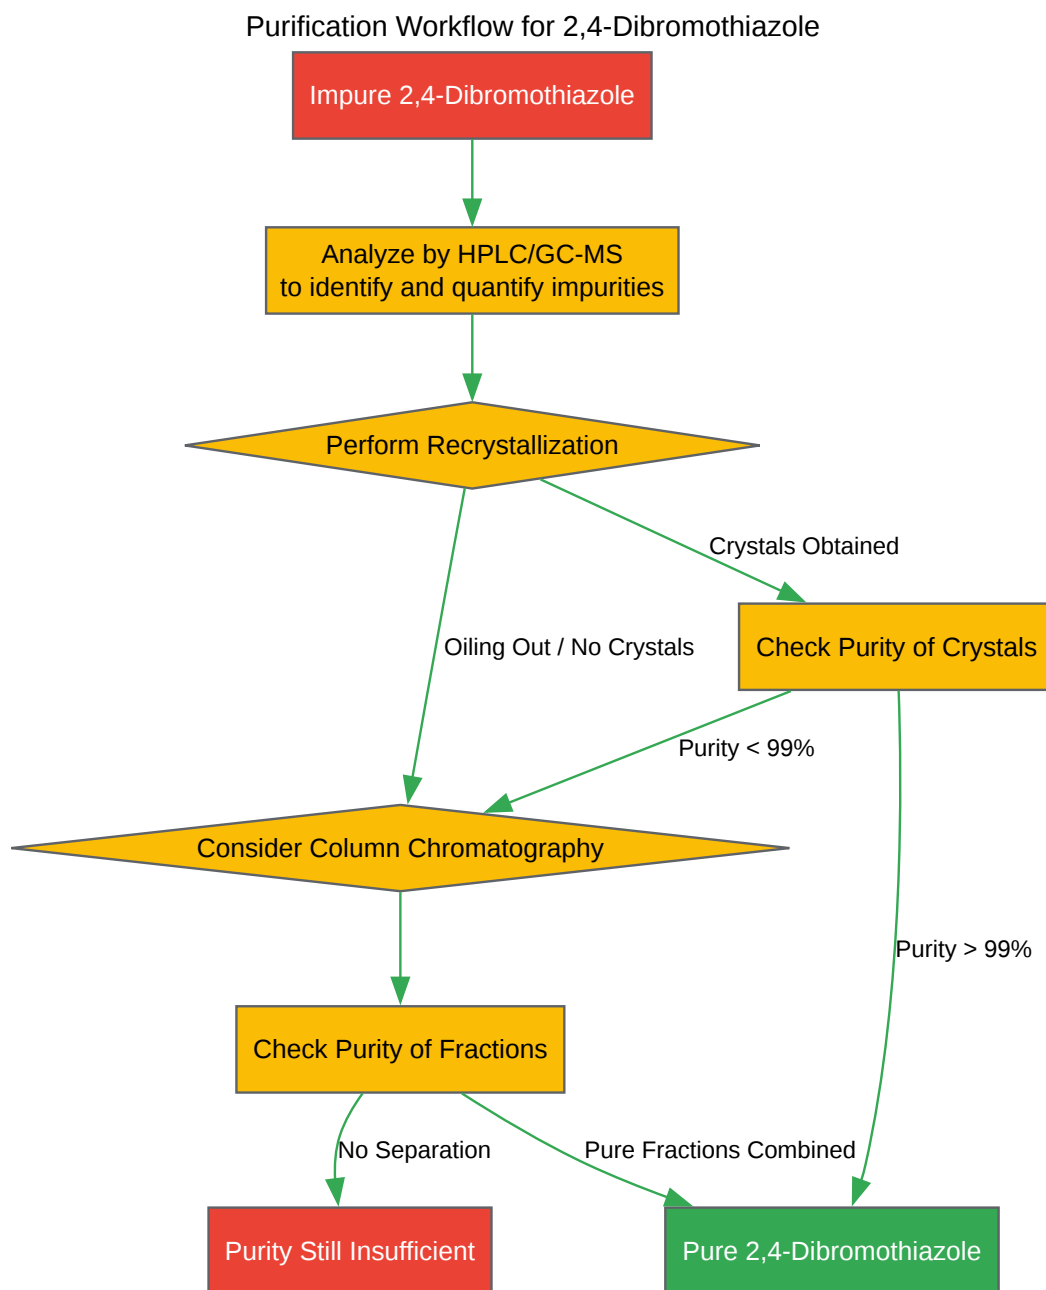 Purification Workflow for 2,4-Dibromothiazole
Impure 2,4-Dibromothiazole
Analyze by HPLC/GC-MS
to identify and quantify impurities
Perform Recrystallization
Crystals Obtained
Oiling Out / No Crystals
Check Purity of Crystals
Purity < 99%
Consider Column Chromatography
Purity > 99%
Check Purity of Fractions
No Separation
Pure Fractions Combined
Purity Still Insufficient
Pure 2,4-Dibromothiazole